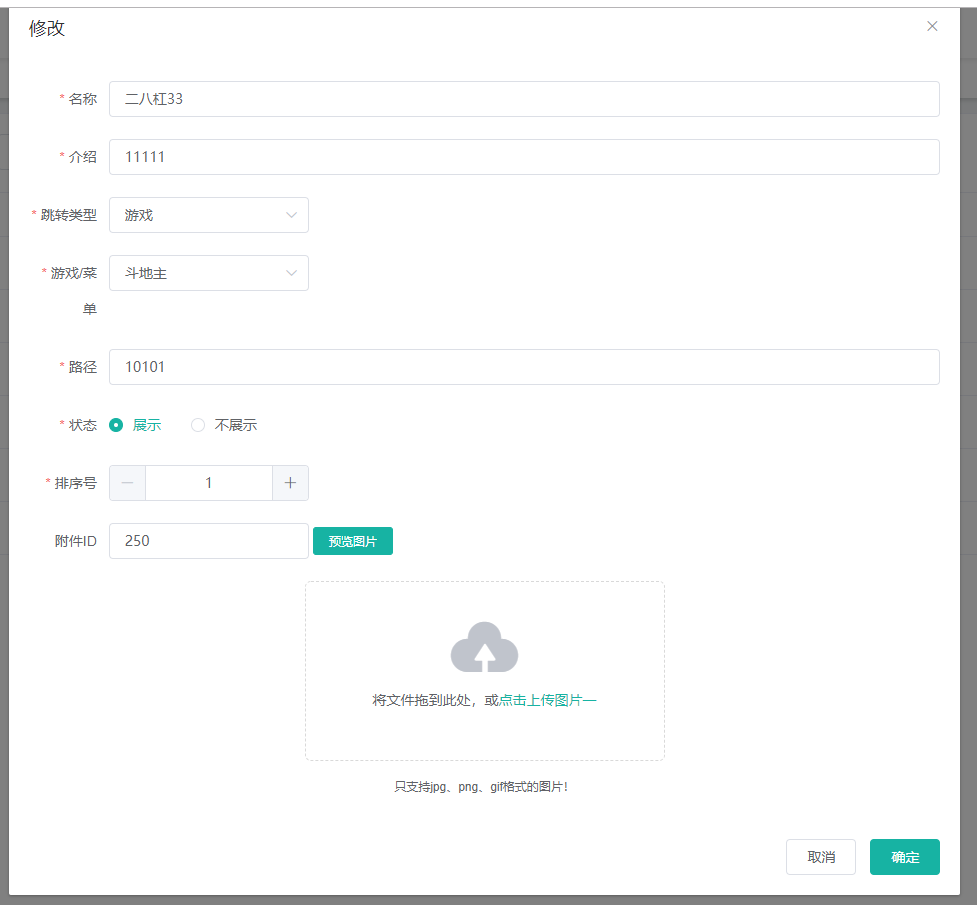 修改
* 名称 二八杠33
* 介绍 11111
* 跳转类型 游戏
* 游戏/菜 斗地主
单
* 路径 10101
* 状态 展示 不展示
* 排序号 — 1 +
附件ID 250 预览图片
将文件拖到此处，或点击上传图片一
只支持jpg、png、gif格式的图片!
取消 确定